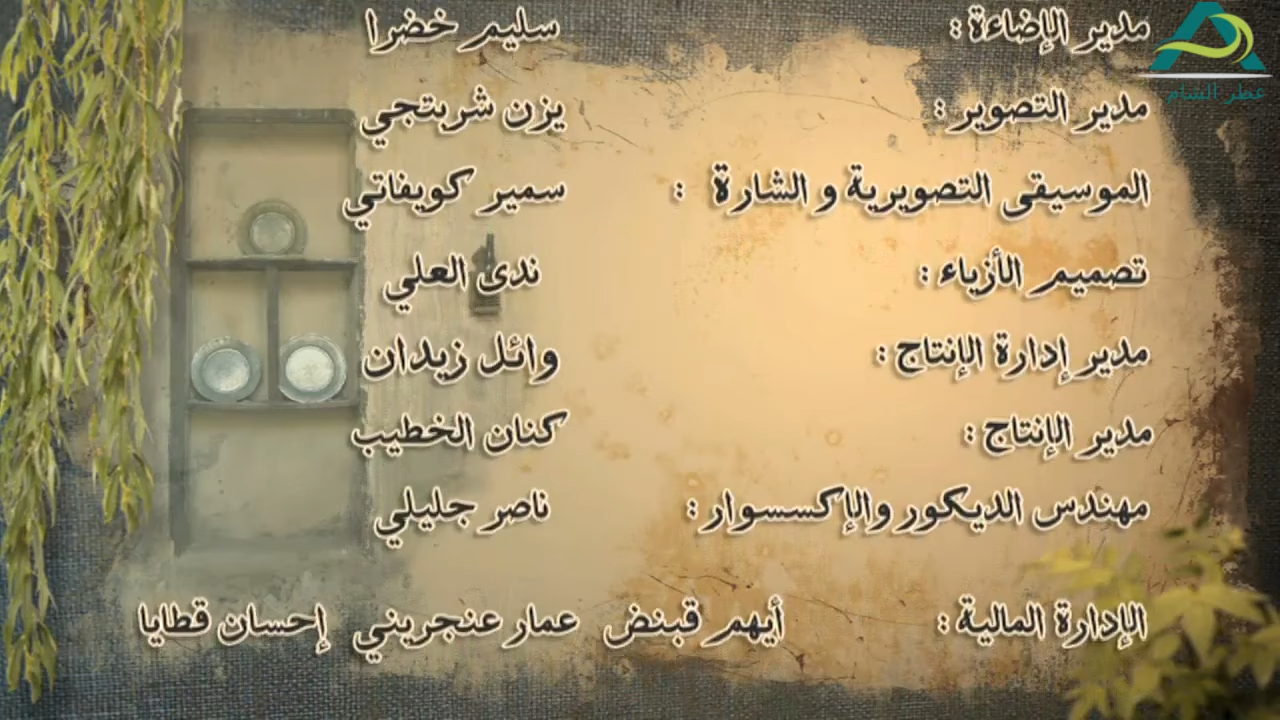 مدير الإضاءة : سليم خضرا
مدير التصوير : يزن شربتجي
الموسيقى التصويرية و الشارة : سمير كويفاتي
تصميم الأزياء : ندى العلي
مدير إدارة الإنتاج : وائل زيدان
مدير الإنتاج : كنان الخطيب
مهندس الديكور والإكسسوار : ناصر جليلي
الإدارة المالية : أيهم قبنض عمار عنجريني إحسان قطايا
عطر الشام